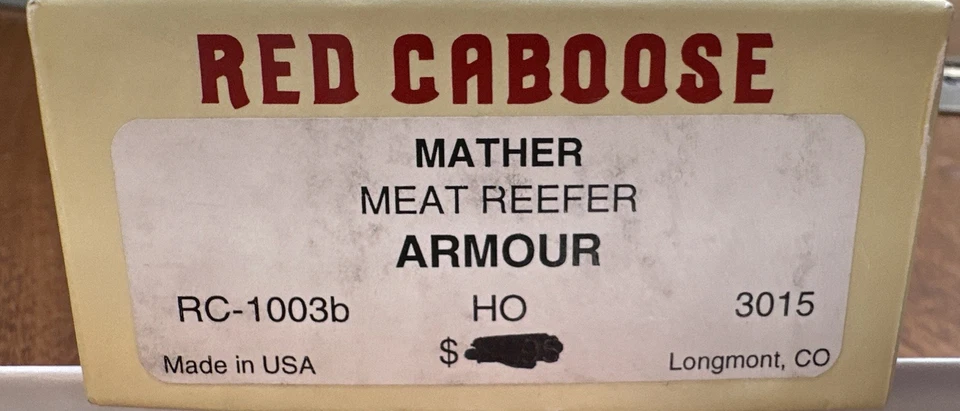 RED CABOOSE
MATHER
MEAT REEFER
ARMOUR
RC-1003b HO 3015
Made in USA $ Longmont, CO